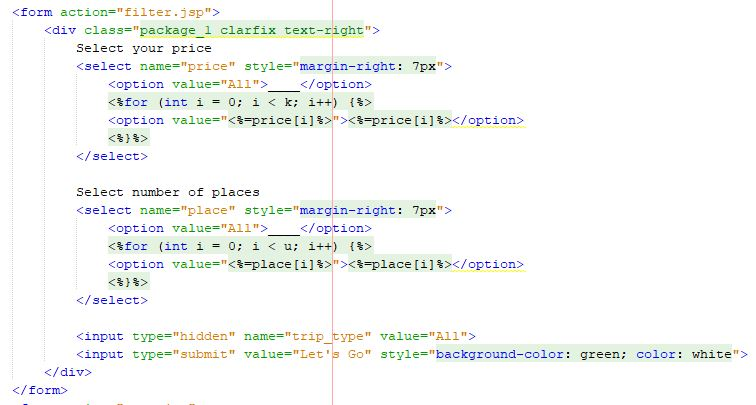 <form action="filter.jsp">
<div class="package_1 clarfix text-right">
Select your price
<select name="price" style="margin-right: 7px">
<option value="All">____</option>
<%for (int i = 0; i < k; i++) {%>
<option value="<%=price[i]%>"><%=price[i]%></option>
<%}%>
</select>
Select number of places
<select name="place" style="margin-right: 7px">
<option value="All">____</option>
<%for (int i = 0; i < u; i++) {%>
<option value="<%=place[i]%>"><%=place[i]%></option>
<%}%>
</select>
<input type="hidden" name="trip_type" value="All">
<input type="submit" value="Let's Go" style="background-color: green; color: white">
</div>
</form>